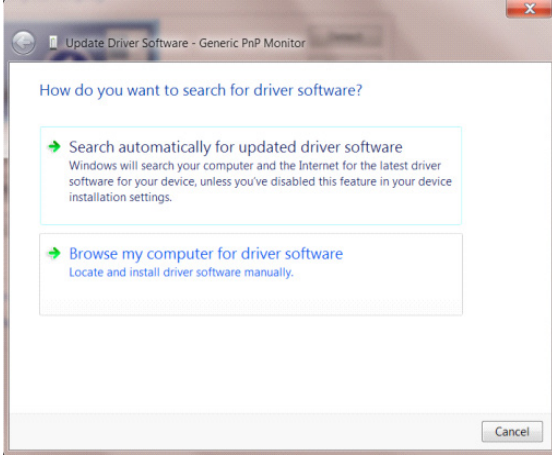 Update Driver Software - Generic PnP Monitor
How do you want to search for driver software?
Search automatically for updated driver software
Windows will search your computer and the Internet for the latest driver
software for your device, unless you've disabled this feature in your device
installation settings.
Browse my computer for driver software
Locate and install driver software manually.
Cancel